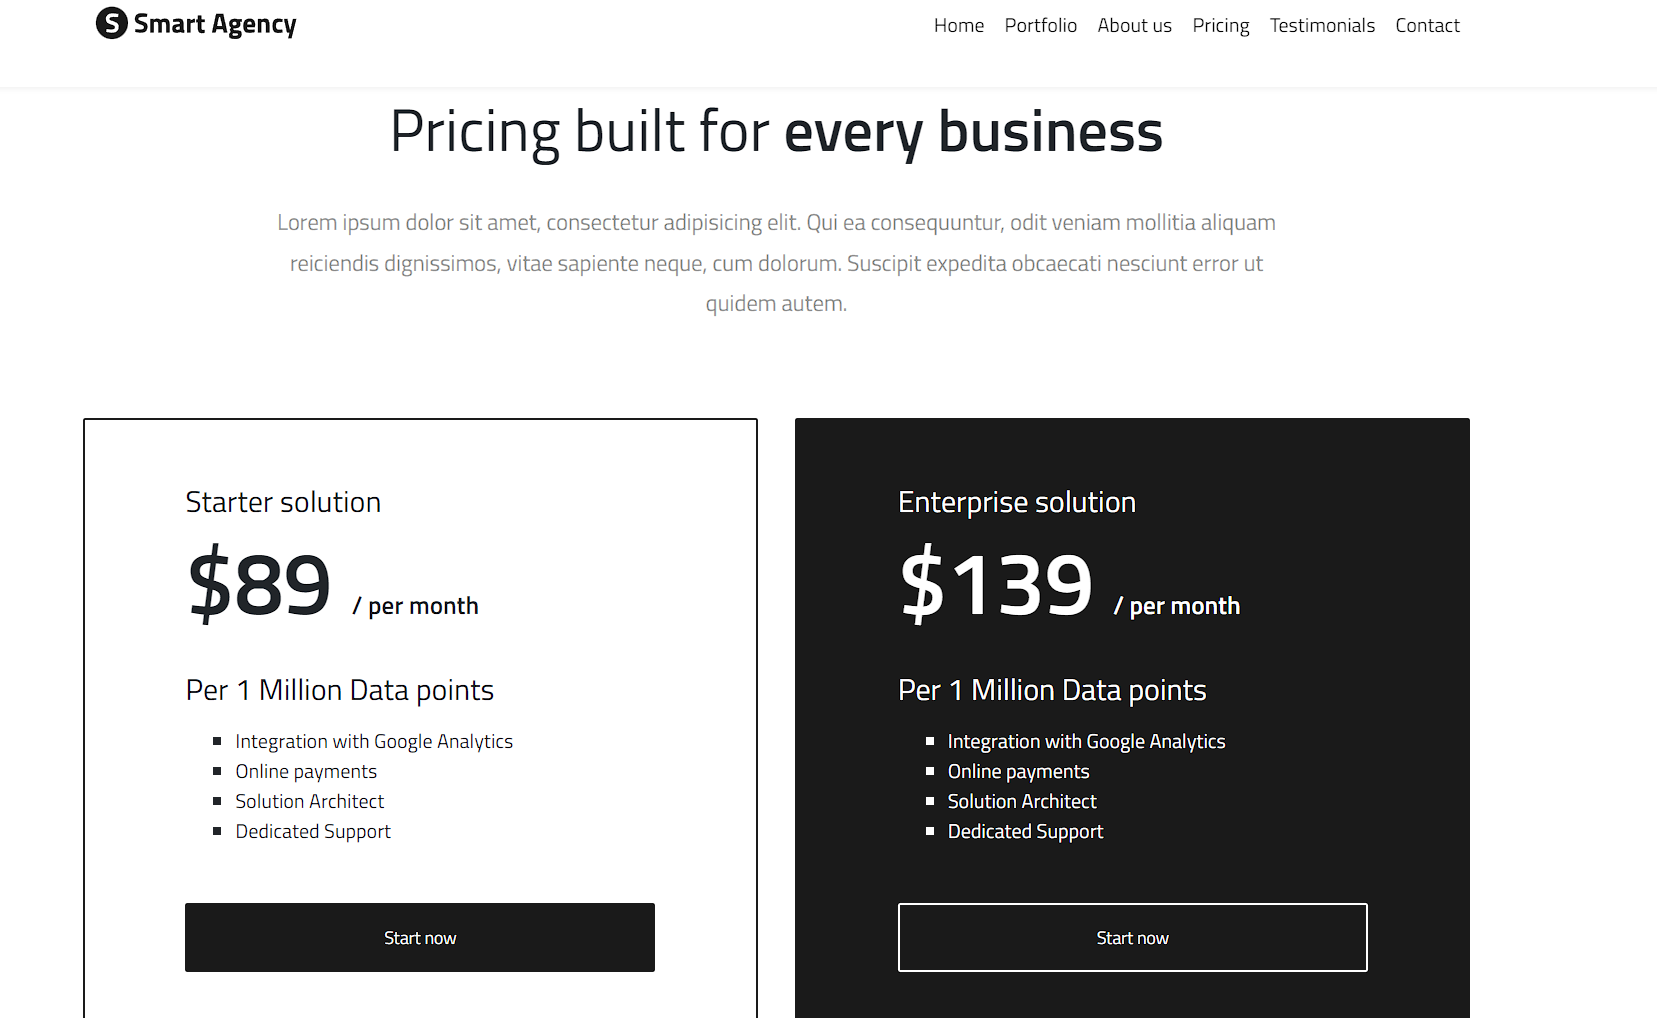 S Smart Agency
Home Portfolio About us Pricing Testimonials Contact
Pricing built for every business
Lorem ipsum dolor sit amet, consectetur adipisicing elit. Qui ea consequuntur, odit veniam mollitia aliquam
reiciendis dignissimos, vitae sapiente neque, cum dolorum. Suscipit expedita obcaecati nesciunt error ut
quidem autem.
Starter solution
$89 / per month
Per 1 Million Data points
Integration with Google Analytics
Online payments
Solution Architect
Dedicated Support
Start now
Enterprise solution
$139 / per month
Per 1 Million Data points
Integration with Google Analytics
Online payments
Solution Architect
Dedicated Support
Start now